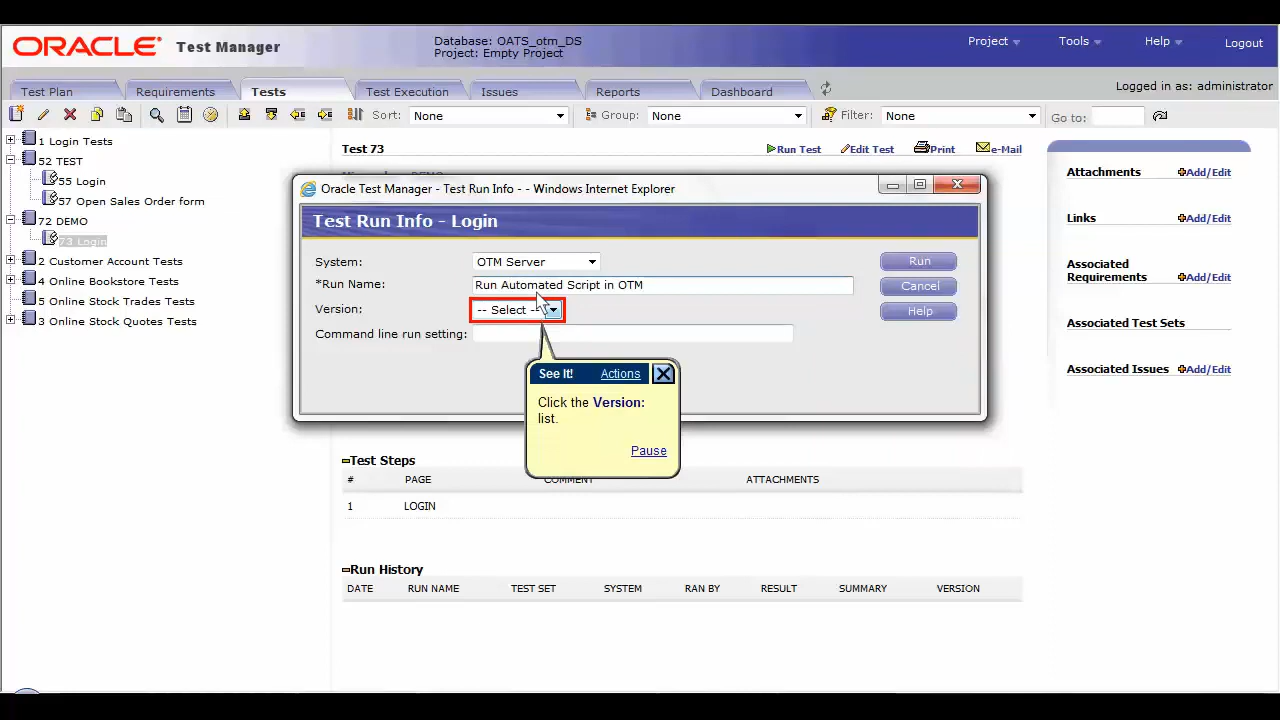 ORACLE Test Manager
Database: OATS_otm_DS
Project: Empty Project
Project Tools Help Logout
Test Plan Requirements Tests Test Execution Issues Reports Dashboard
Logged in as: administrator
Sort: None Group: None Filter: None Go to:
1 Login Tests
52 TEST
55 Login
57 Open Sales Order form
72 DEMO
73 Login
2 Customer Account Tests
4 Online Bookstore Tests
5 Online Stock Trades Tests
3 Online Stock Quotes Tests
Test 73 Run Test Edit Test Print e-Mail
Oracle Test Manager - Test Run Info - - Windows Internet Explorer
Test Run Info - Login
System: OTM Server Run
*Run Name: Run Automated Script in OTM Cancel
Version: -- Select -- Help
Command line run setting:
See It! Actions
Click the Version:
list.
Pause
Test Steps
# PAGE COMMENT ATTACHMENTS
1 LOGIN
Run History
DATE RUN NAME TEST SET SYSTEM RAN BY RESULT SUMMARY VERSION
Attachments Add/Edit
Links Add/Edit
Associated
Requirements Add/Edit
Associated Test Sets
Associated Issues Add/Edit